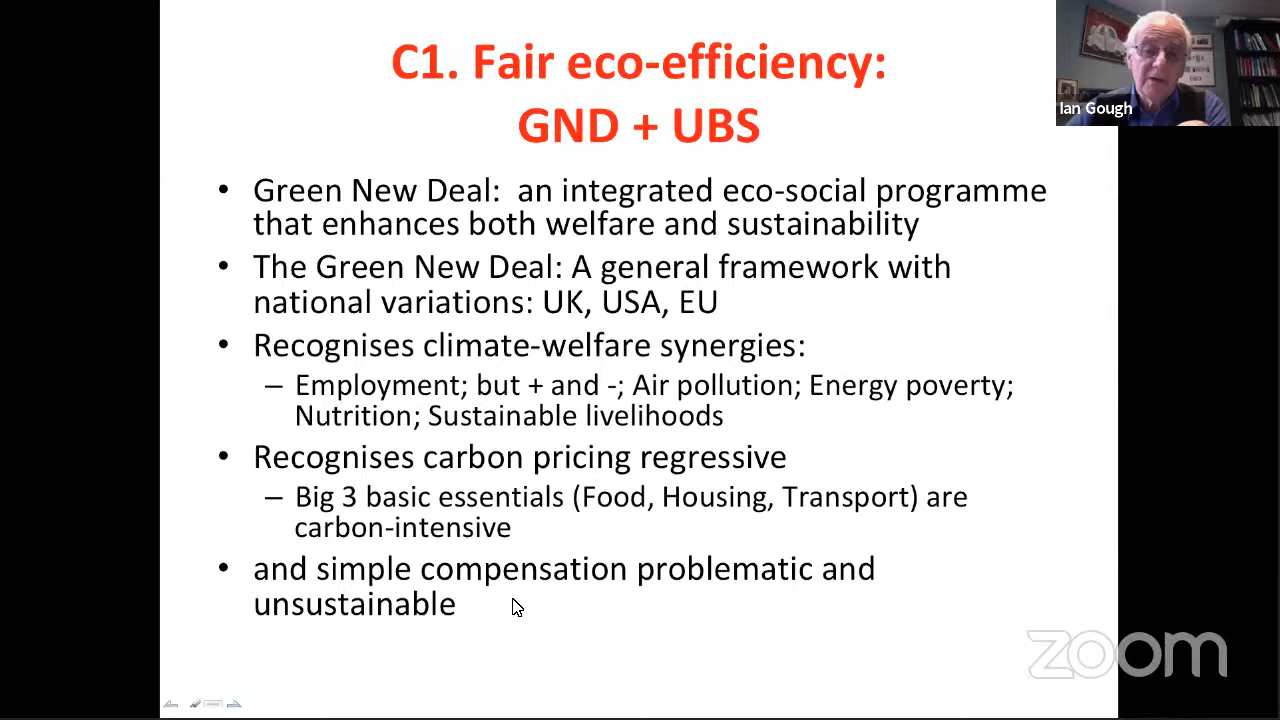 C1. Fair eco-efficiency:
GND + UBS
• Green New Deal:  an integrated eco-social programme
that enhances both welfare and sustainability
• The Green New Deal: A general framework with
national variations: UK, USA, EU
• Recognises climate-welfare synergies:
– Employment; but + and -; Air pollution; Energy poverty;
Nutrition; Sustainable livelihoods
• Recognises carbon pricing regressive
– Big 3 basic essentials (Food, Housing, Transport) are
carbon-intensive
• and simple compensation problematic and
unsustainable
Ian Gough
zoom